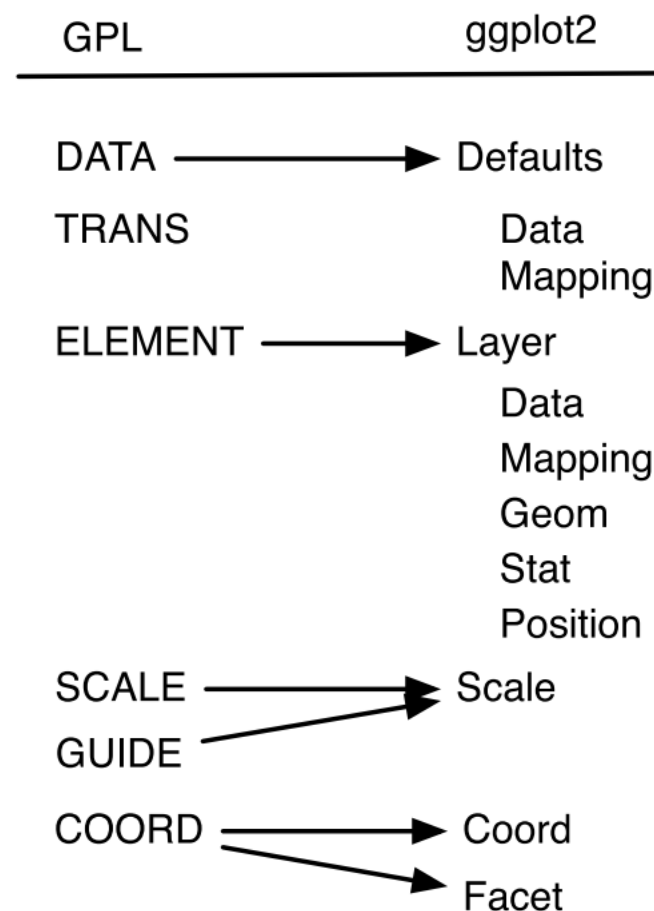 GPL ggplot2
DATA Defaults
TRANS Data
Mapping
ELEMENT Layer
Data
Mapping
Geom
Stat
Position
SCALE Scale
GUIDE
COORD Coord
Facet